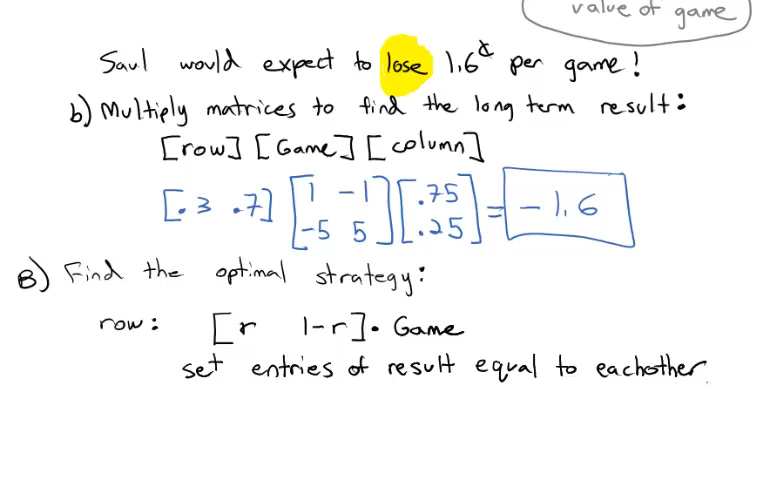 value of game
Saul would expect to lose 1.6¢ per game!
b) Multiply matrices to find the long term result:
[row] [Game] [column]
[.3 .7] [1 -1 -5 5] [.75 .25] = -1.6
B) Find the optimal strategy:
row: [r 1-r]• Game
set entries of result equal to eachother.